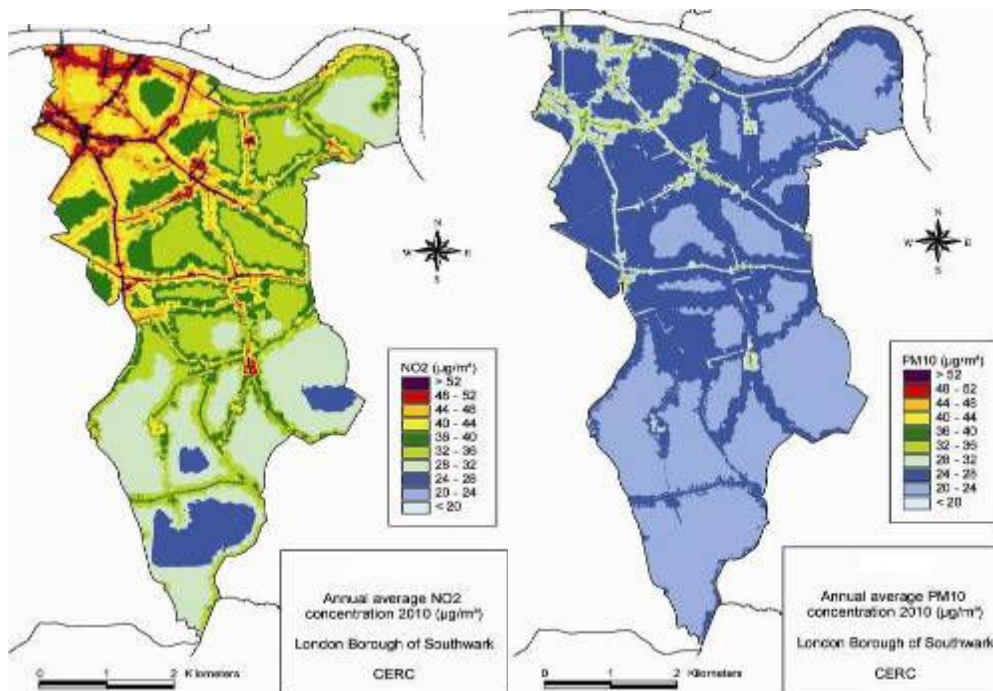 N
W E
S
NO2 (µg/m³)
> 52
48 - 52
44 - 48
40 - 44
36 - 40
32 - 36
28 - 32
24 - 28
20 - 24
< 20
Annual average NO2
concentration 2010 (µg/m³)
London Borough of Southwark
CERC
0 1 2 Kilometers
N
W E
S
PM10 (µg/m³)
> 52
48 - 52
44 - 48
40 - 44
36 - 40
32 - 36
28 - 32
24 - 28
20 - 24
< 20
Annual average PM10
concentration 2010 (µg/m³)
London Borough of Southwark
CERC
0 1 2 Kilometers